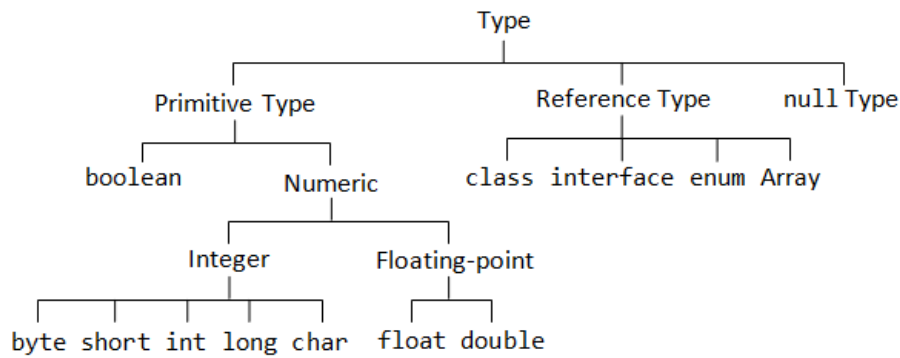 Type
Primitive Type Reference Type null Type
boolean Numeric class interface enum Array
Integer Floating-point
byte short int long char float double